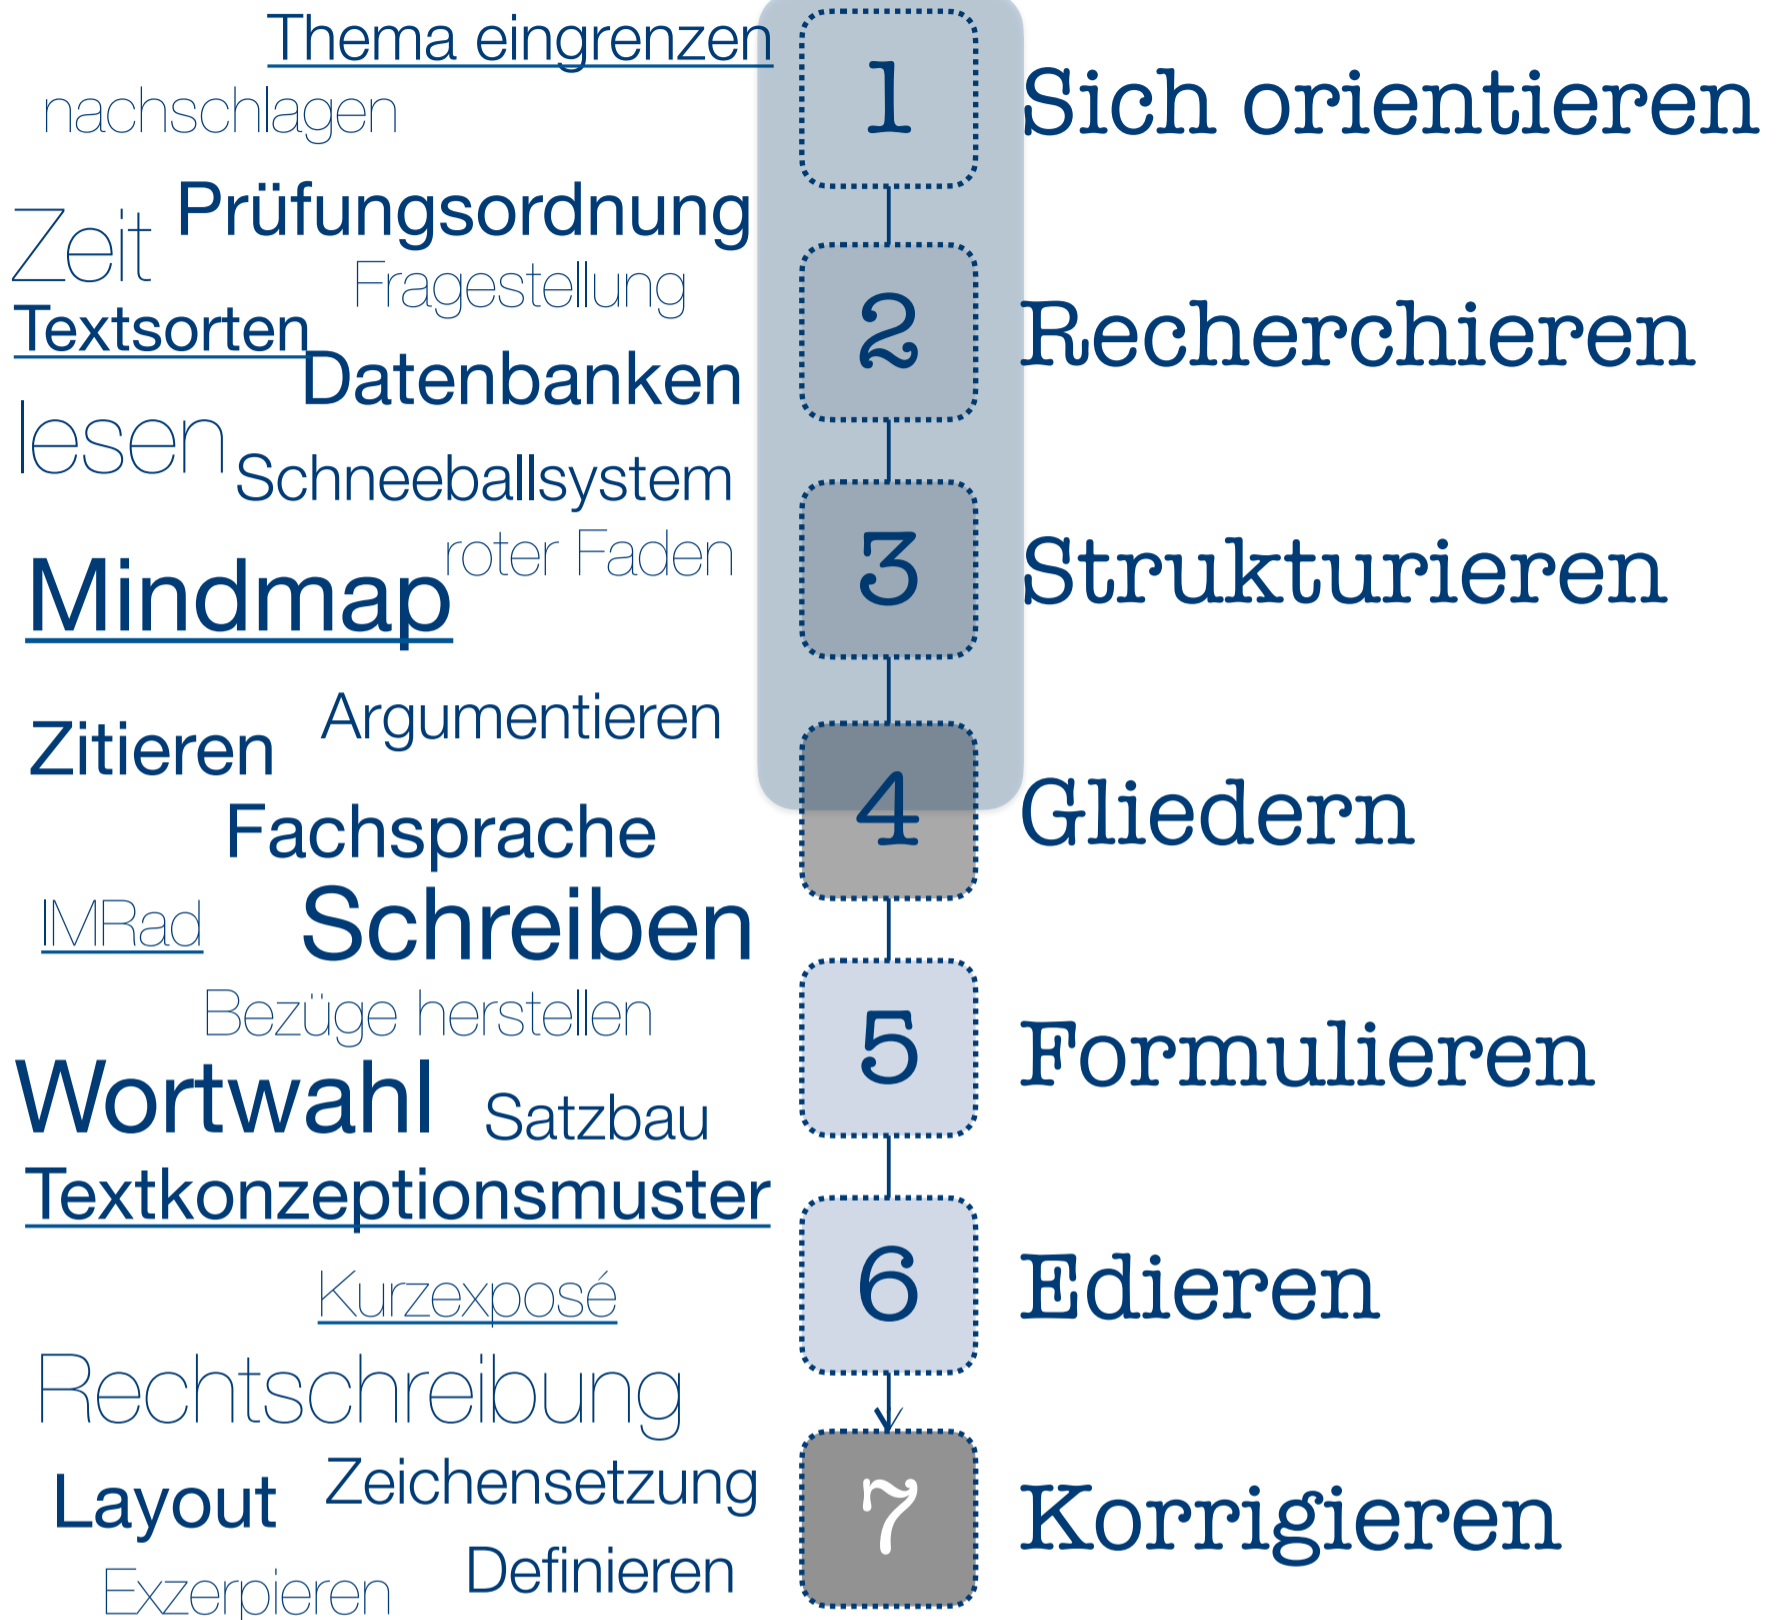 Thema eingrenzen
nachschlagen
Prüfungsordnung
Zeit
Fragestellung
Textsorten
Datenbanken
lesen
Schneeballsystem
roter Faden
Mindmap
Argumentieren
Zitieren
Fachsprache
IMRad
Schreiben
Bezüge herstellen
Wortwahl
Satzbau
Textkonzeptionsmuster
Kurzexposé
Rechtschreibung
Zeichensetzung
Layout
Definieren
Exzerpieren
1 Sich orientieren
2 Recherchieren
3 Strukturieren
4 Gliedern
5 Formulieren
6 Edieren
7 Korrigieren